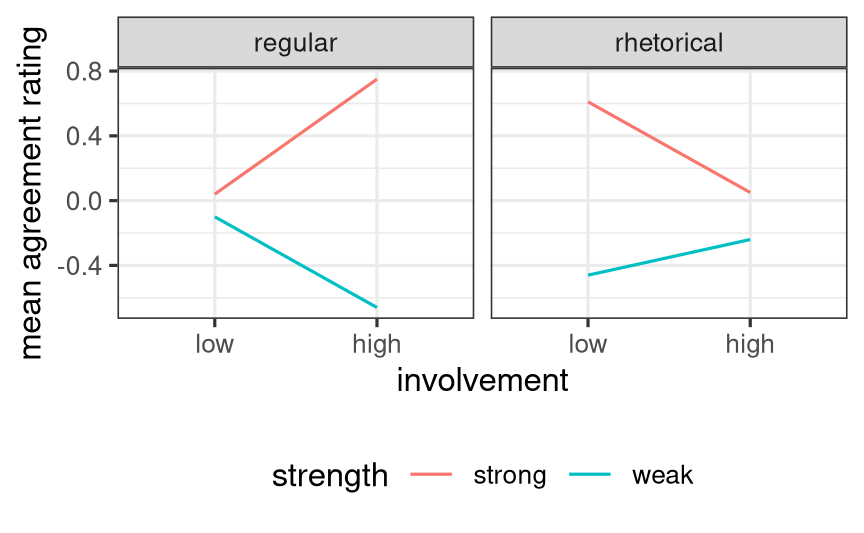 regular
rhetorical
mean agreement rating
0.8
0.4
0.0
-0.4
low
high
low
high
involvement
strength
strong
weak